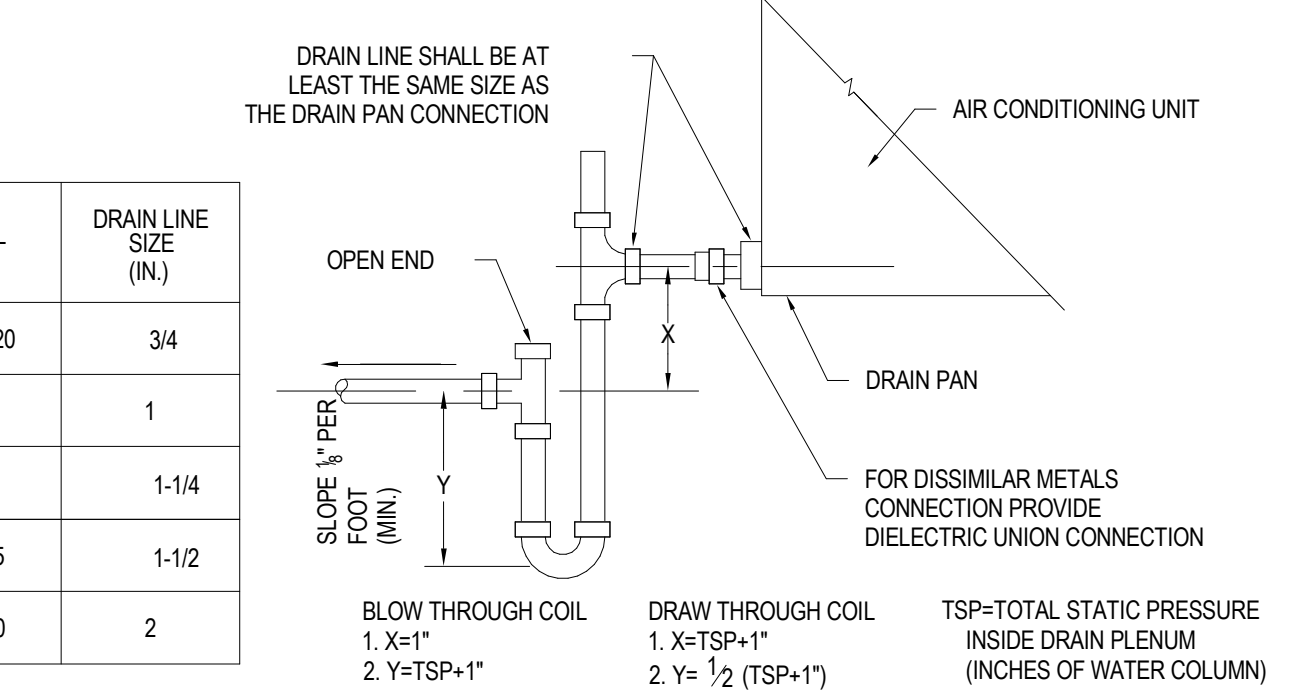 DRAIN LINE SHALL BE AT
LEAST THE SAME SIZE AS
THE DRAIN PAN CONNECTION
AIR CONDITIONING UNIT
DRAIN LINE
SIZE
(IN.)
3/4
1
1-1/4
1-1/2
2
OPEN END
X
DRAIN PAN
SLOPE ⅛" PER
FOOT
(MIN.)
Y
FOR DISSIMILAR METALS
CONNECTION PROVIDE
DIELECTRIC UNION CONNECTION
BLOW THROUGH COIL
1. X=1"
2. Y=TSP+1"
DRAW THROUGH COIL
1. X=TSP+1"
2. Y= 1/2 (TSP+1")
TSP=TOTAL STATIC PRESSURE
INSIDE DRAIN PLENUM
(INCHES OF WATER COLUMN)